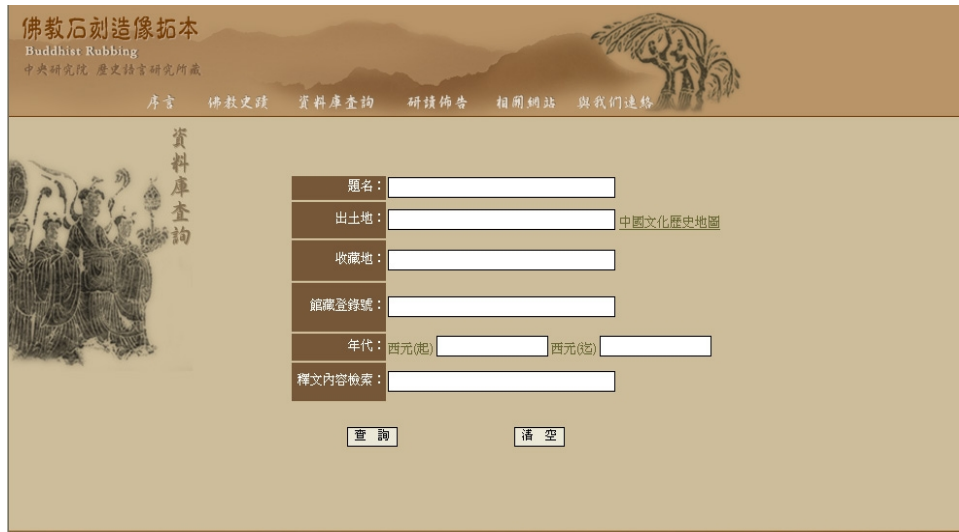 佛教石刻造像拓本
Buddhist Rubbing
中央研究院 歷史語言研究所藏
序言 佛教史蹟 資料庫查詢 研讀佈告 相關網站 與我们連絡
資料庫查詢
題名：
出土地： 中國文化歷史地圖
收藏地：
館藏登錄號：
年代： 西元(起) 西元(迄)
釋文內容檢索：
查 詢 清 空